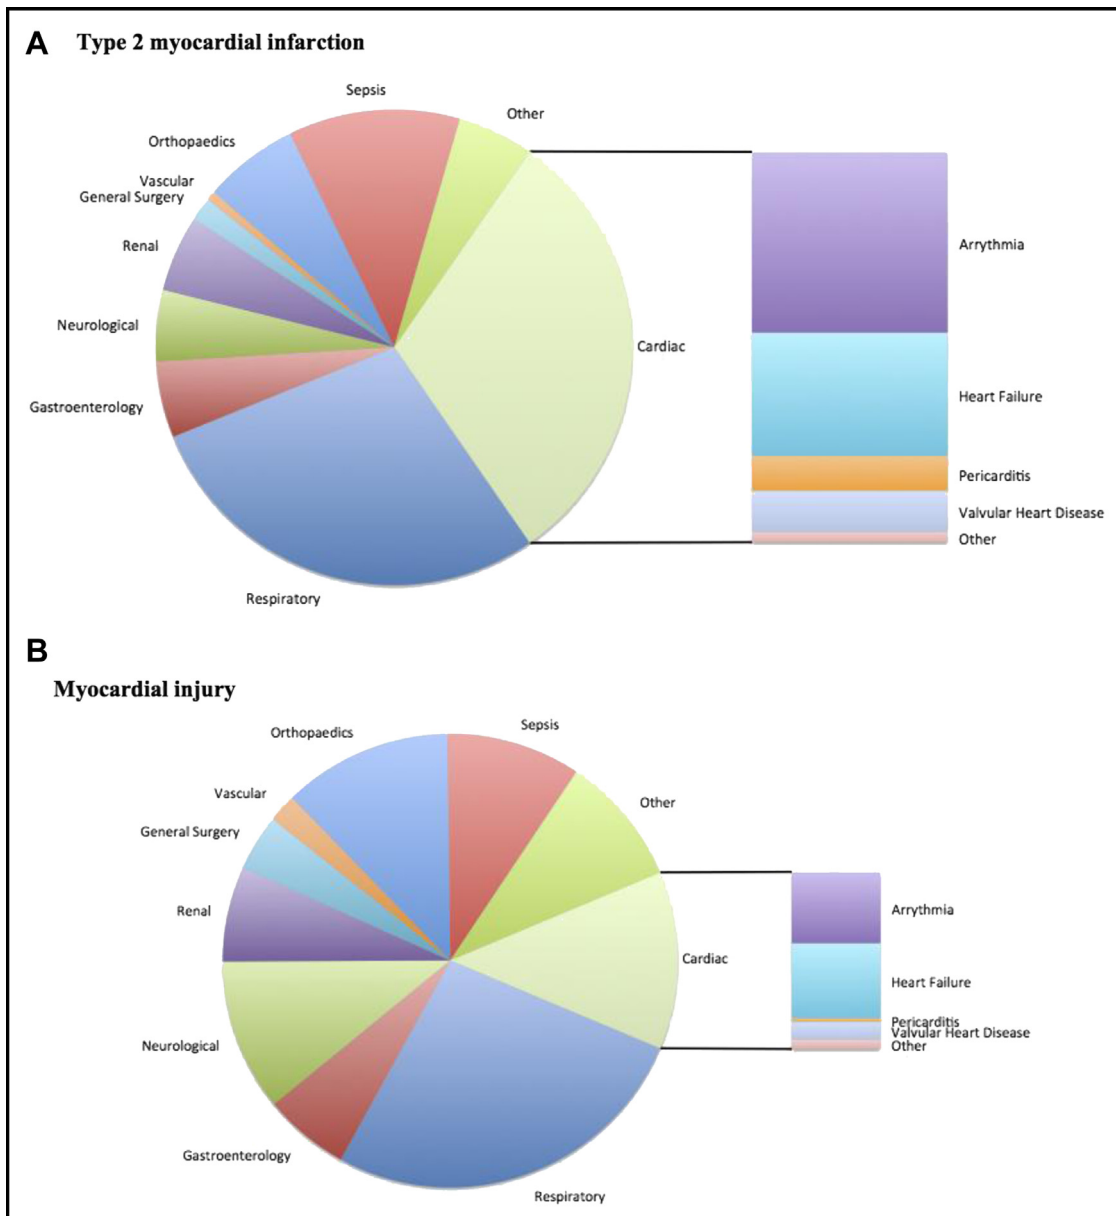 A Type 2 myocardial infarction
Sepsis
Other
Orthopaedics
Vascular
General Surgery
Renal
Neurological
Gastroenterology
Respiratory
Cardiac
Arrythmia
Heart Failure
Pericarditis
Valvular Heart Disease
Other
B
Myocardial injury
Sepsis
Orthopaedics
Other
Vascular
General Surgery
Renal
Neurological
Gastroenterology
Respiratory
Cardiac
Arrythmia
Heart Failure
Pericarditis
Valvular Heart Disease
Other